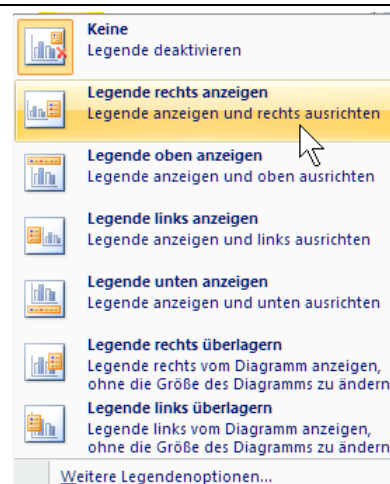 Keine
Legende deaktivieren
Legende rechts anzeigen
Legende anzeigen und rechts ausrichten
Legende oben anzeigen
Legende anzeigen und oben ausrichten
Legende links anzeigen
Legende anzeigen und links ausrichten
Legende unten anzeigen
Legende anzeigen und unten ausrichten
Legende rechts überlagern
Legende rechts vom Diagramm anzeigen,
ohne die Größe des Diagramms zu ändern
Legende links überlagern
Legende links vom Diagramm anzeigen,
ohne die Größe des Diagramms zu ändern
Weitere Legendenoptionen...